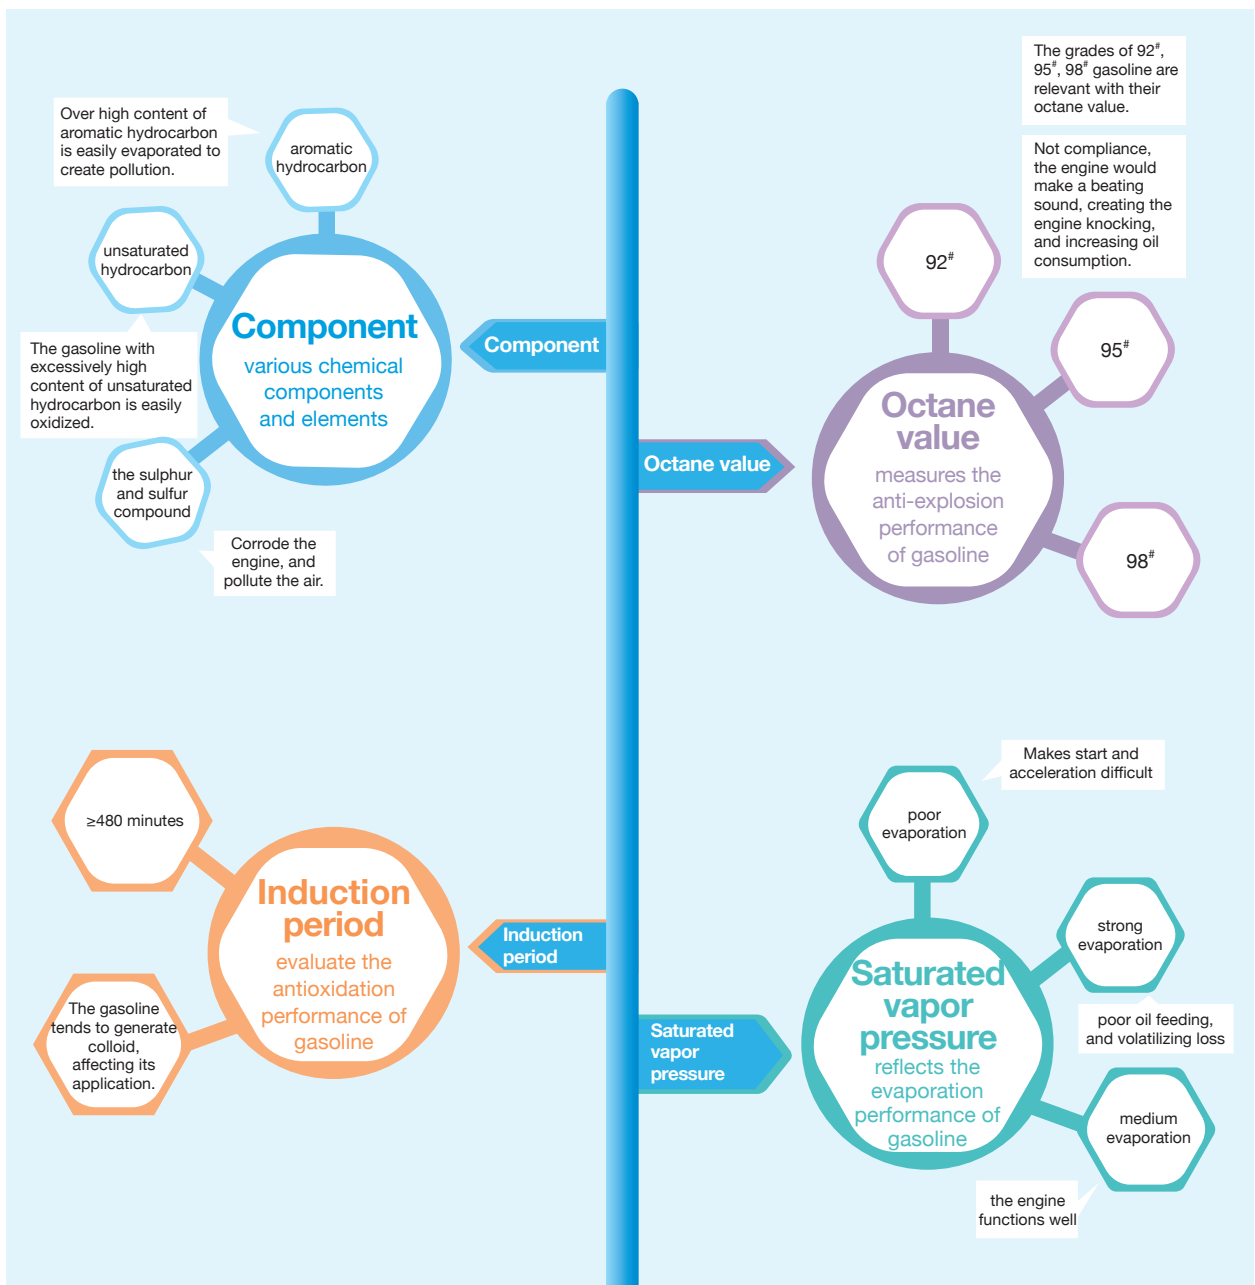 Over high content of
aromatic hydrocarbon
is easily evaporated to
create pollution.
aromatic
hydrocarbon
unsaturated
hydrocarbon
The gasoline with
excessively high
content of unsaturated
hydrocarbon is easily
oxidized.
the sulphur
and sulfur
compound
Corrode the
engine, and
pollute the air.
Component
various chemical
components
and elements
Component
The grades of 92#,
95#, 98# gasoline are
relevant with their
octane value.
Not compliance,
the engine would
make a beating
sound, creating the
engine knocking,
and increasing oil
consumption.
92#
95#
98#
Octane
value
measures the
anti-explosion
performance
of gasoline
Octane value
≥480 minutes
The gasoline
tends to generate
colloid,
affecting its
application.
Induction
period
evaluate the
antioxidation
performance of
gasoline
Induction
period
Makes start and
acceleration difficult
poor
evaporation
strong
evaporation
poor oil feeding,
and volatilizing loss
medium
evaporation
the engine
functions well
Saturated
vapor
pressure
reflects the
evaporation
performance of
gasoline
Saturated
vapor
pressure